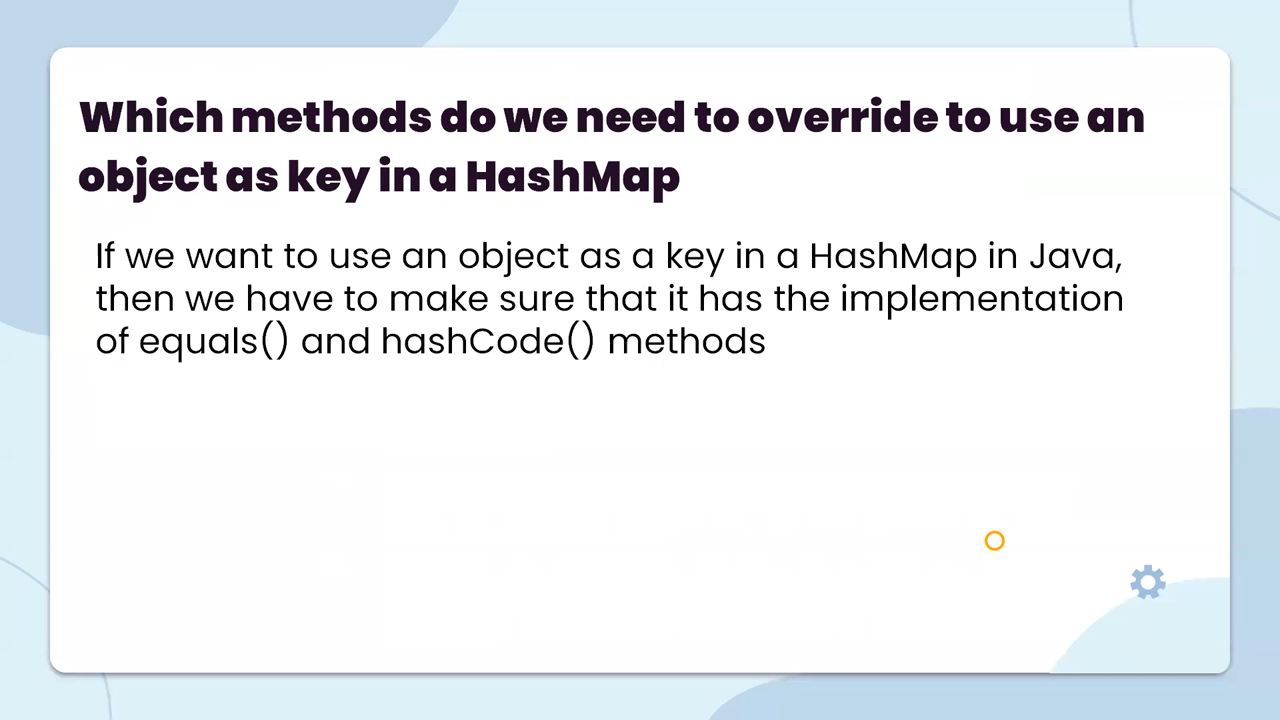 Which methods do we need to override to use an
object as key in a HashMap
If we want to use an object as a key in a HashMap in Java,
then we have to make sure that it has the implementation
of equals() and hashCode() methods